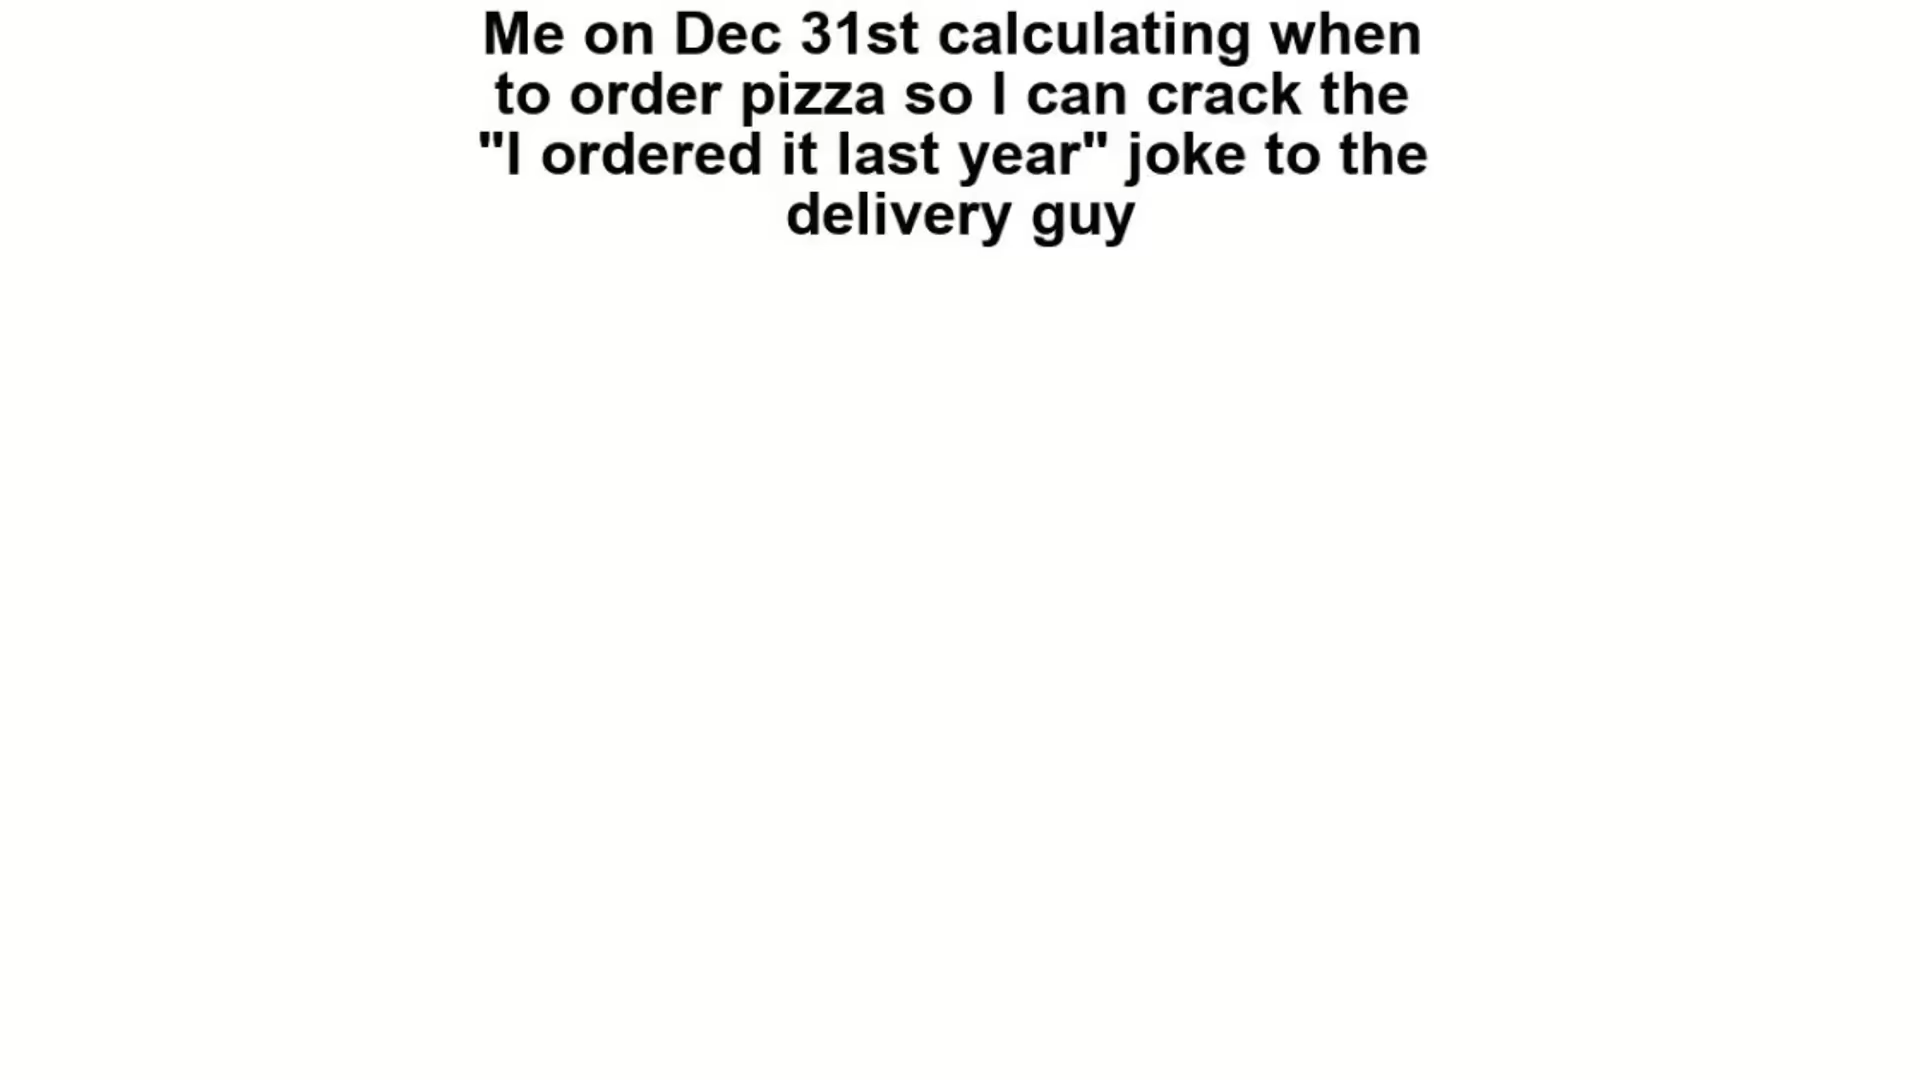 Me on Dec 31st calculating when
to order pizza so I can crack the
"I ordered it last year" joke to the
delivery guy